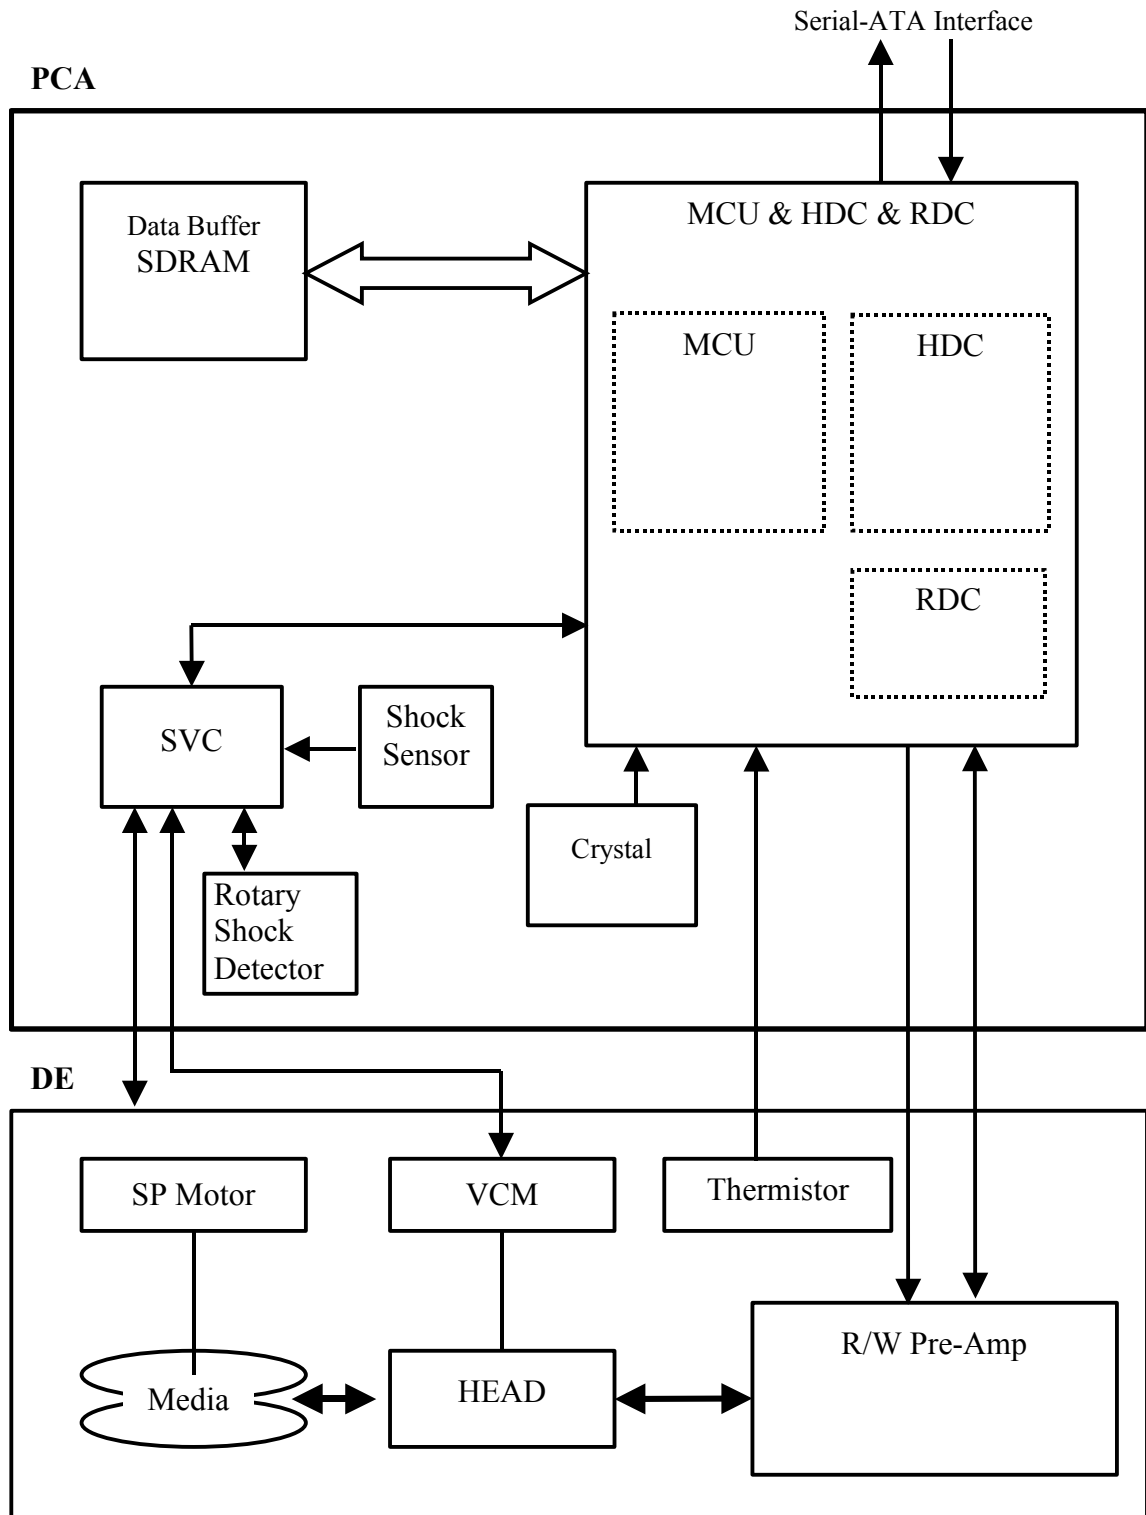 Serial-ATA Interface
PCA
Data Buffer
SDRAM
MCU & HDC & RDC
MCU
HDC
RDC
SVC
Shock
Sensor
Crystal
Rotary
Shock
Detector
DE
SP Motor
VCM
Thermistor
R/W Pre-Amp
Media
HEAD